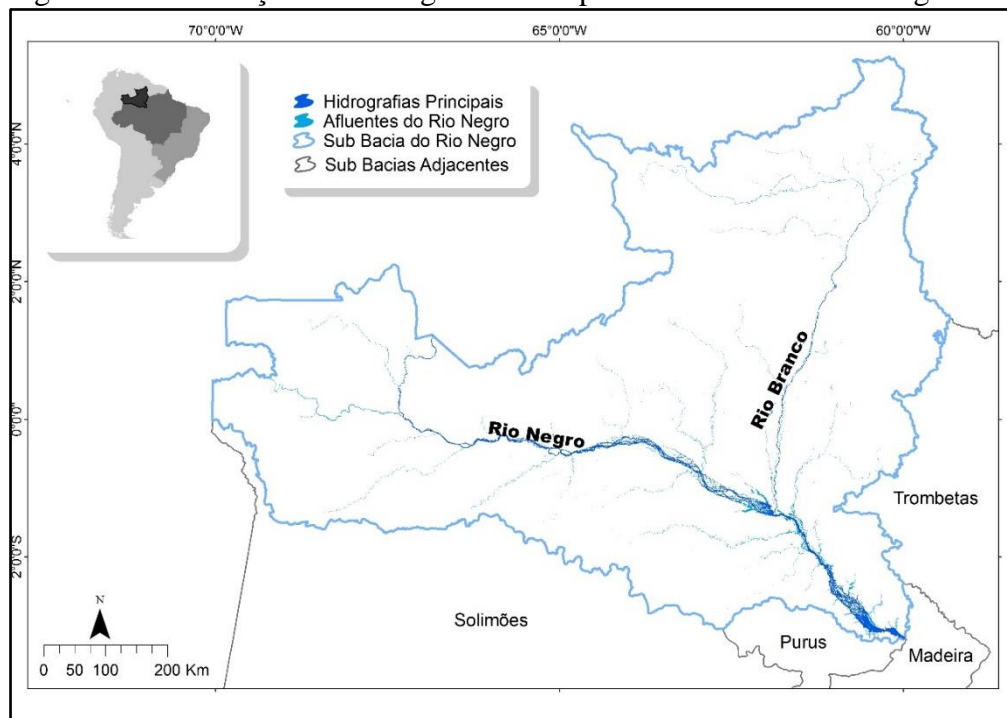 70°0'0"W 65°0'0"W 60°0'0"W
4°0'0"N
2°0'0"N
0°0'0"
2°0'0"S
Hidrografias Principais
Afluentes do Rio Negro
Sub Bacia do Rio Negro
Sub Bacias Adjacentes
Rio Branco
Rio Negro
Trombetas
Solimões
Purus
Madeira
N
0 50 100 200 Km